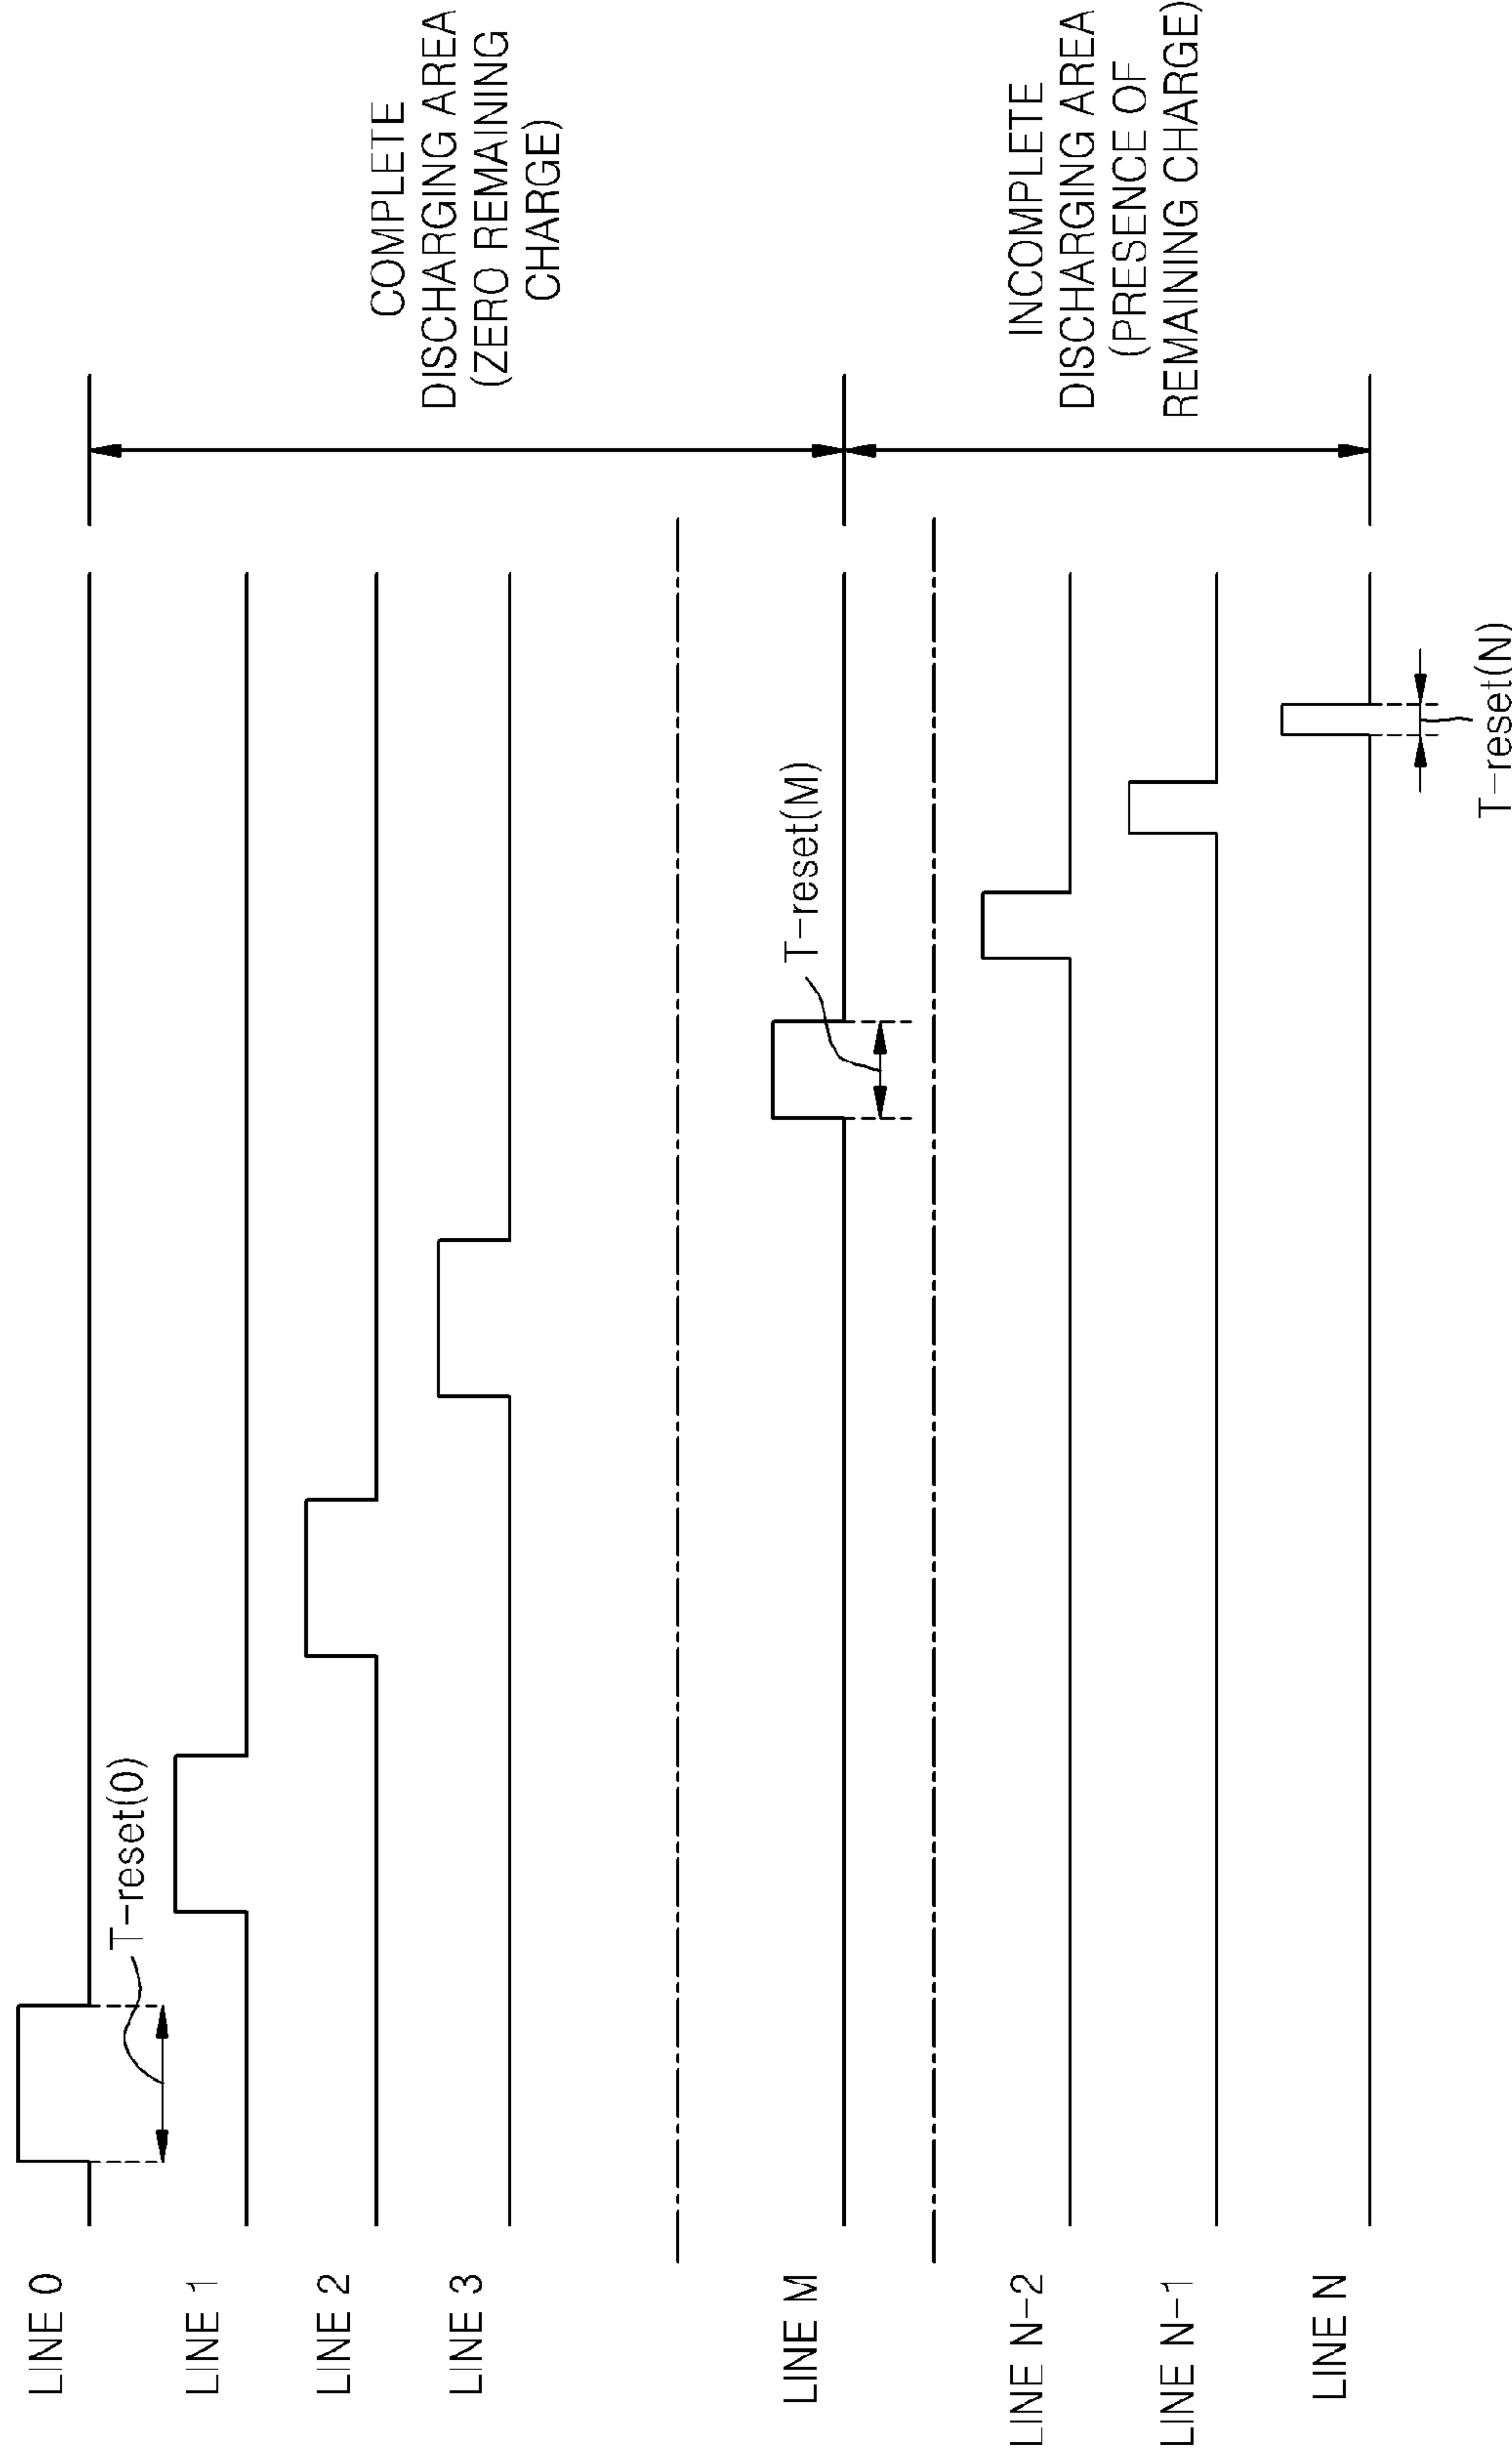 LINE 0
T-reset(0)
LINE 1
LINE 2
LINE 3
COMPLETE
DISCHARGING AREA
(ZERO REMAINING
CHARGE)
LINE M
T-reset(M)
LINE N-2
LINE N-1
LINE N
T-reset(N)
INCOMPLETE
DISCHARGING AREA
(PRESENCE OF
REMAINING CHARGE)